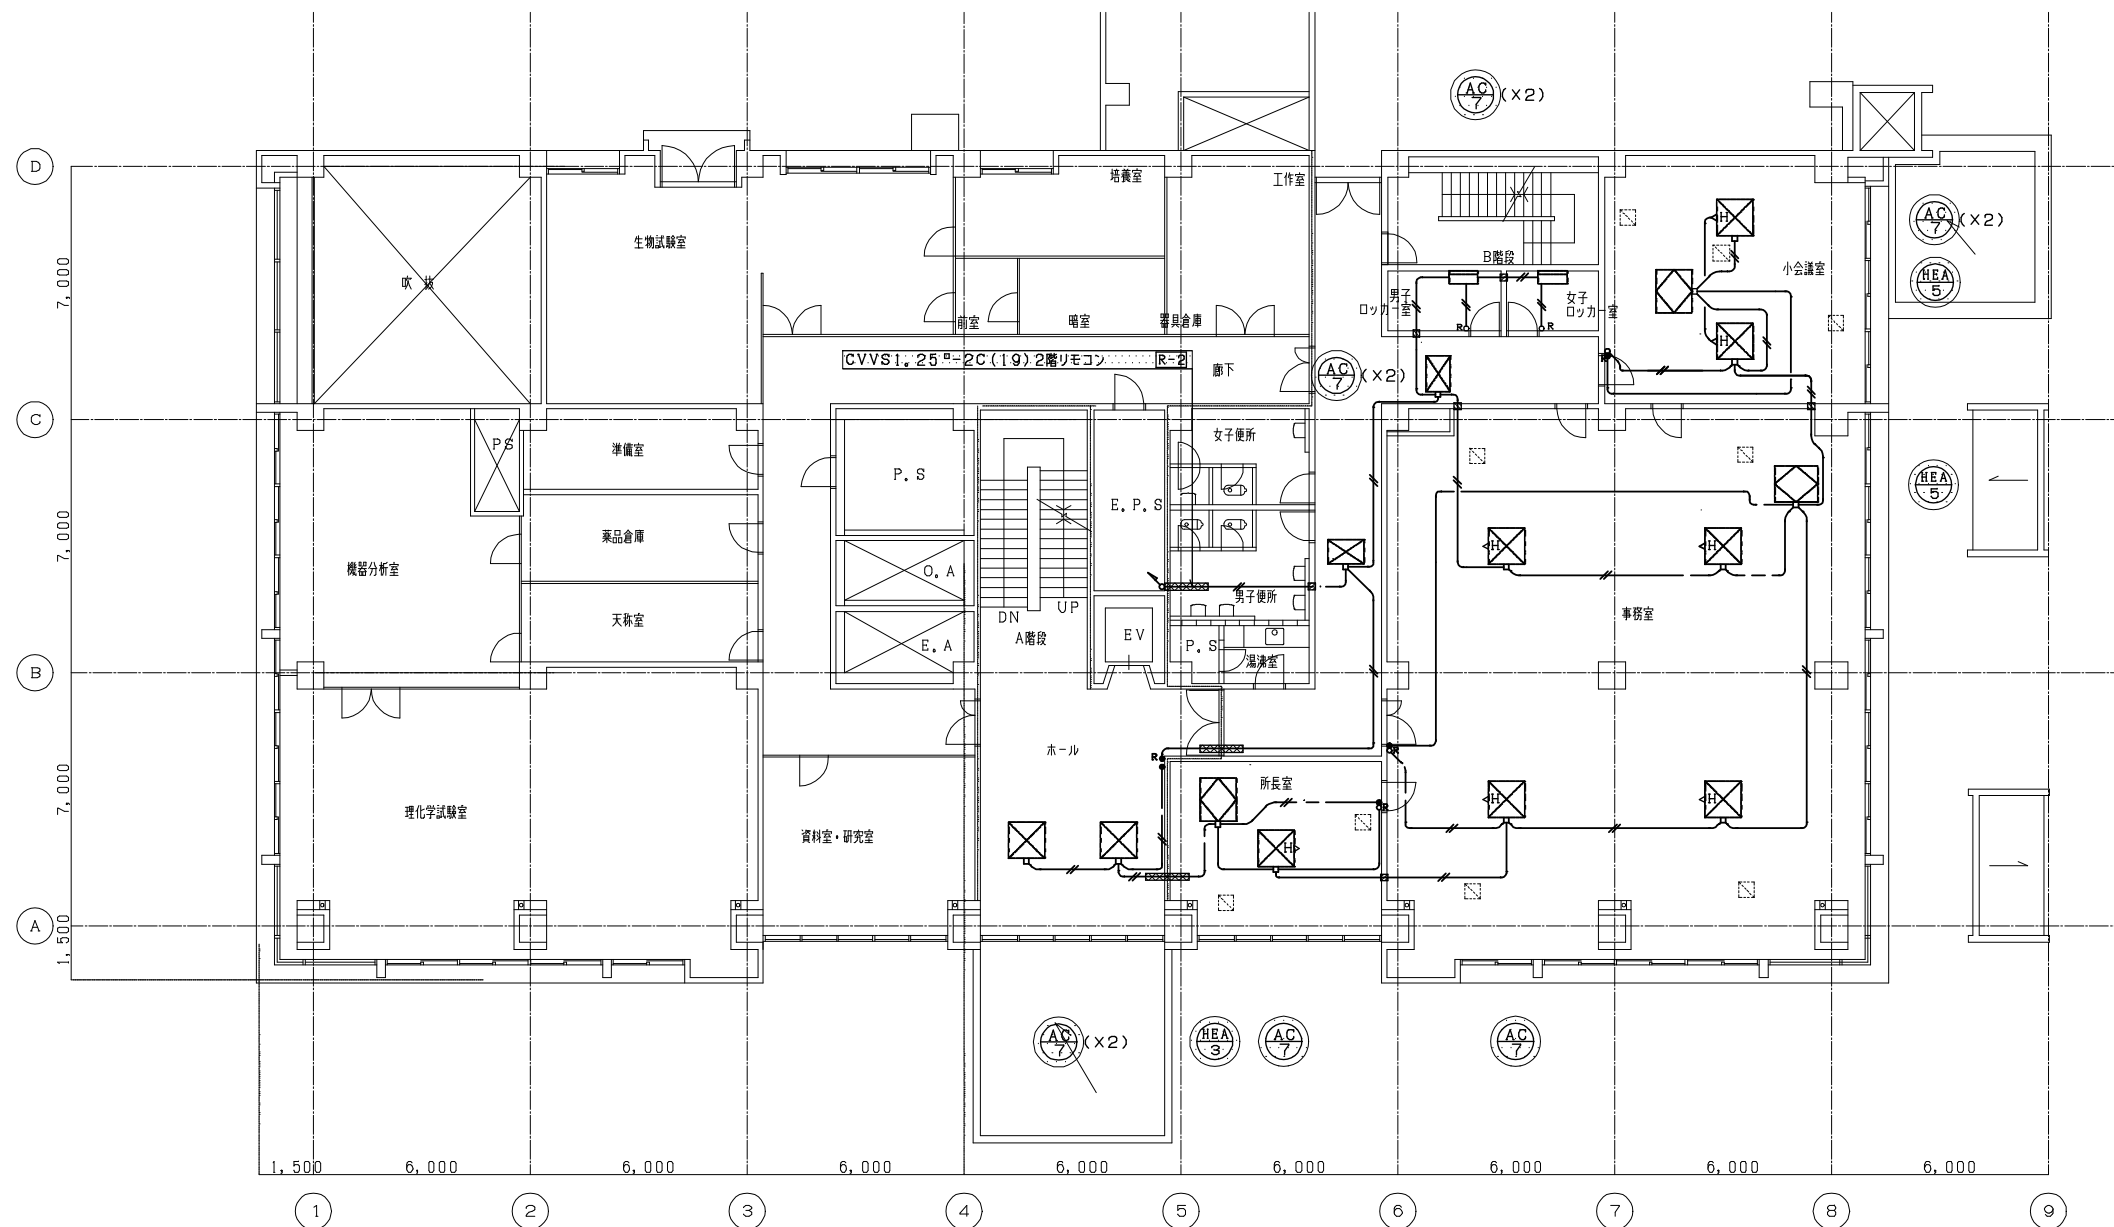 AC
7
(×2)
D
培養室
工作室
AC
7
(×2)
生物試験室
吹 抜
B階段
小会議室
7,000
HEA
5
男子
ロッカー室
女子
ロッカー室
R
R
前室
暗室
器具倉庫
CVVS1.25□-2C(19)2階リモコン
R-2
廊下
AC
7
(×2)
R
C
PS
準備室
P.S
女子便所
E.P.S
HEA
5
7,000
薬品倉庫
機器分析室
O.A
男子便所
事務室
天称室
DN
UP
A階段
EV
E.A
P.S
湯沸室
B
ホール
R
R
7,000
所長室
R
理化学試験室
資料室・研究室
H
H
H
H
H
H
H
A
1,500
AC
7
(×2)
HEA
3
AC
7
AC
7
1,500
6,000
6,000
6,000
6,000
6,000
6,000
6,000
6,000
1
2
3
4
5
6
7
8
9